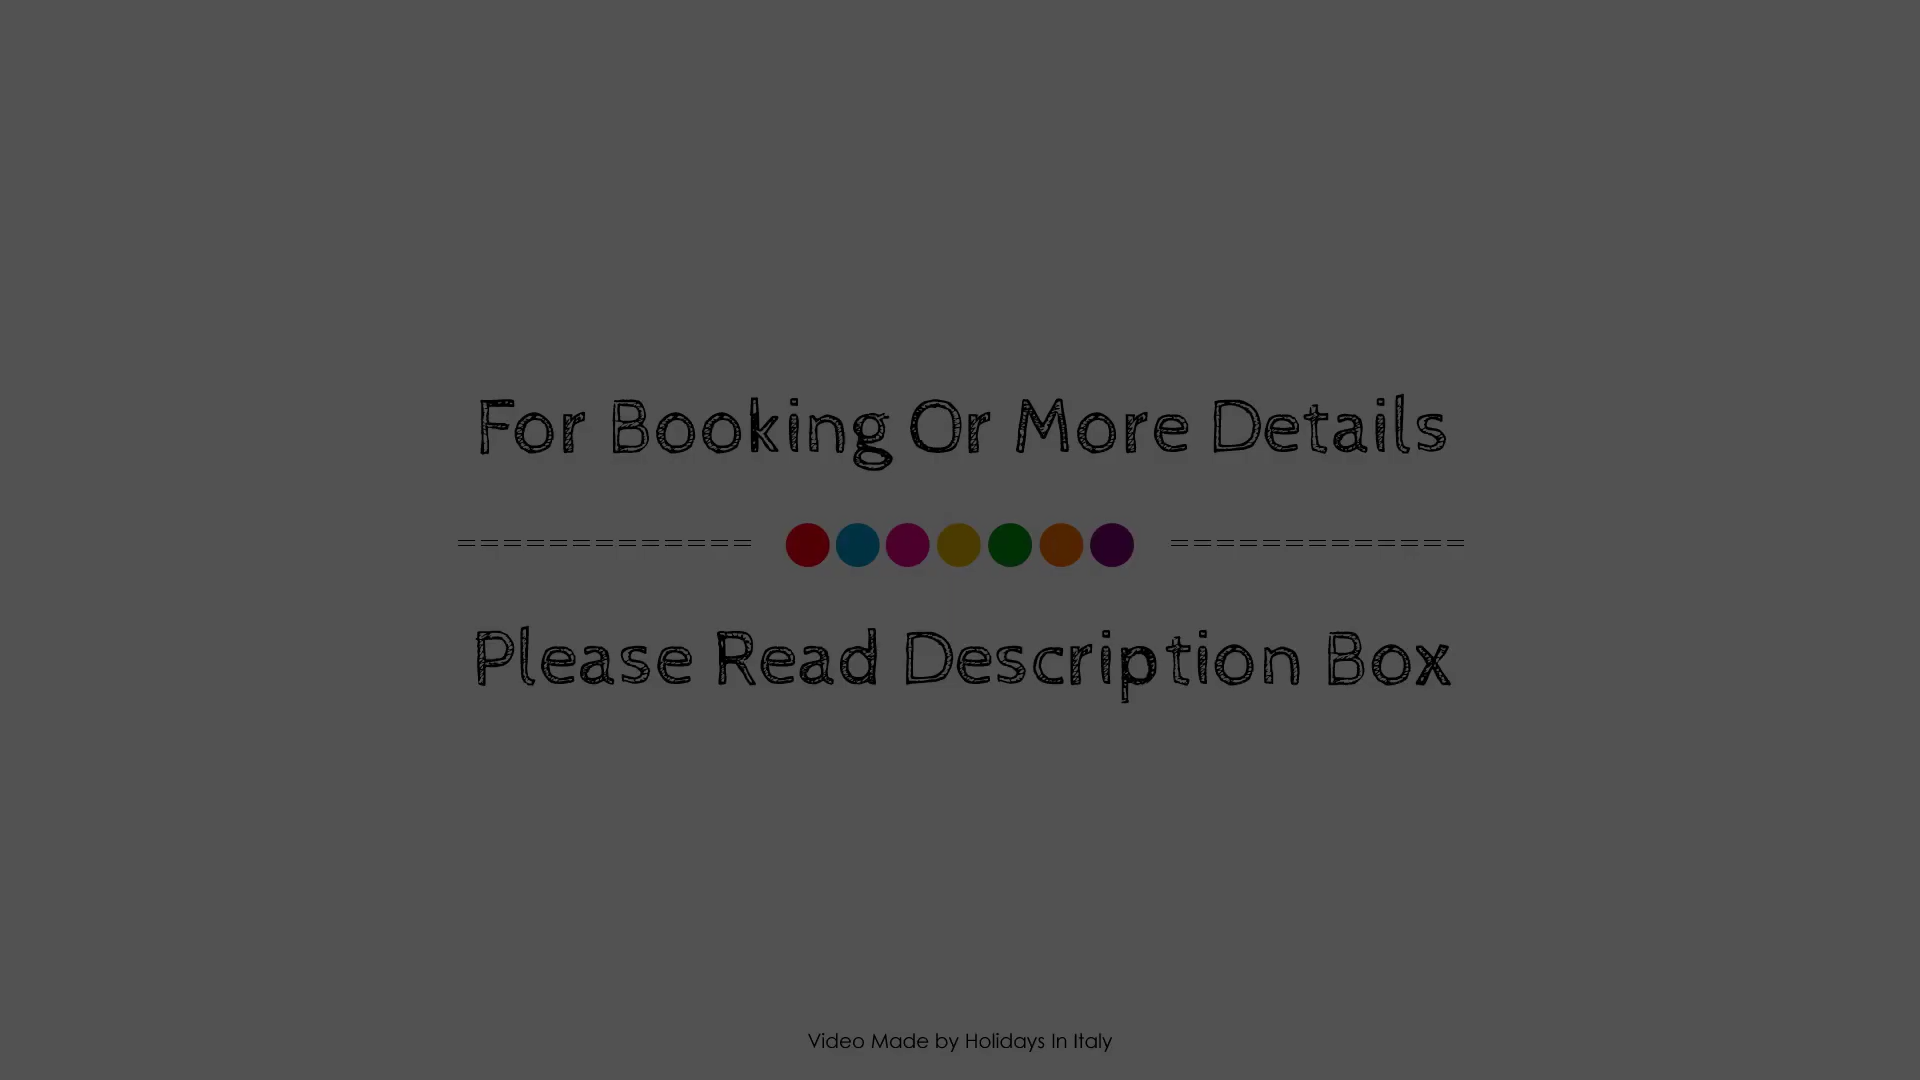 For Booking Or More Details
============= =============
Please Read Description Box
Video Made by Holidays In Italy